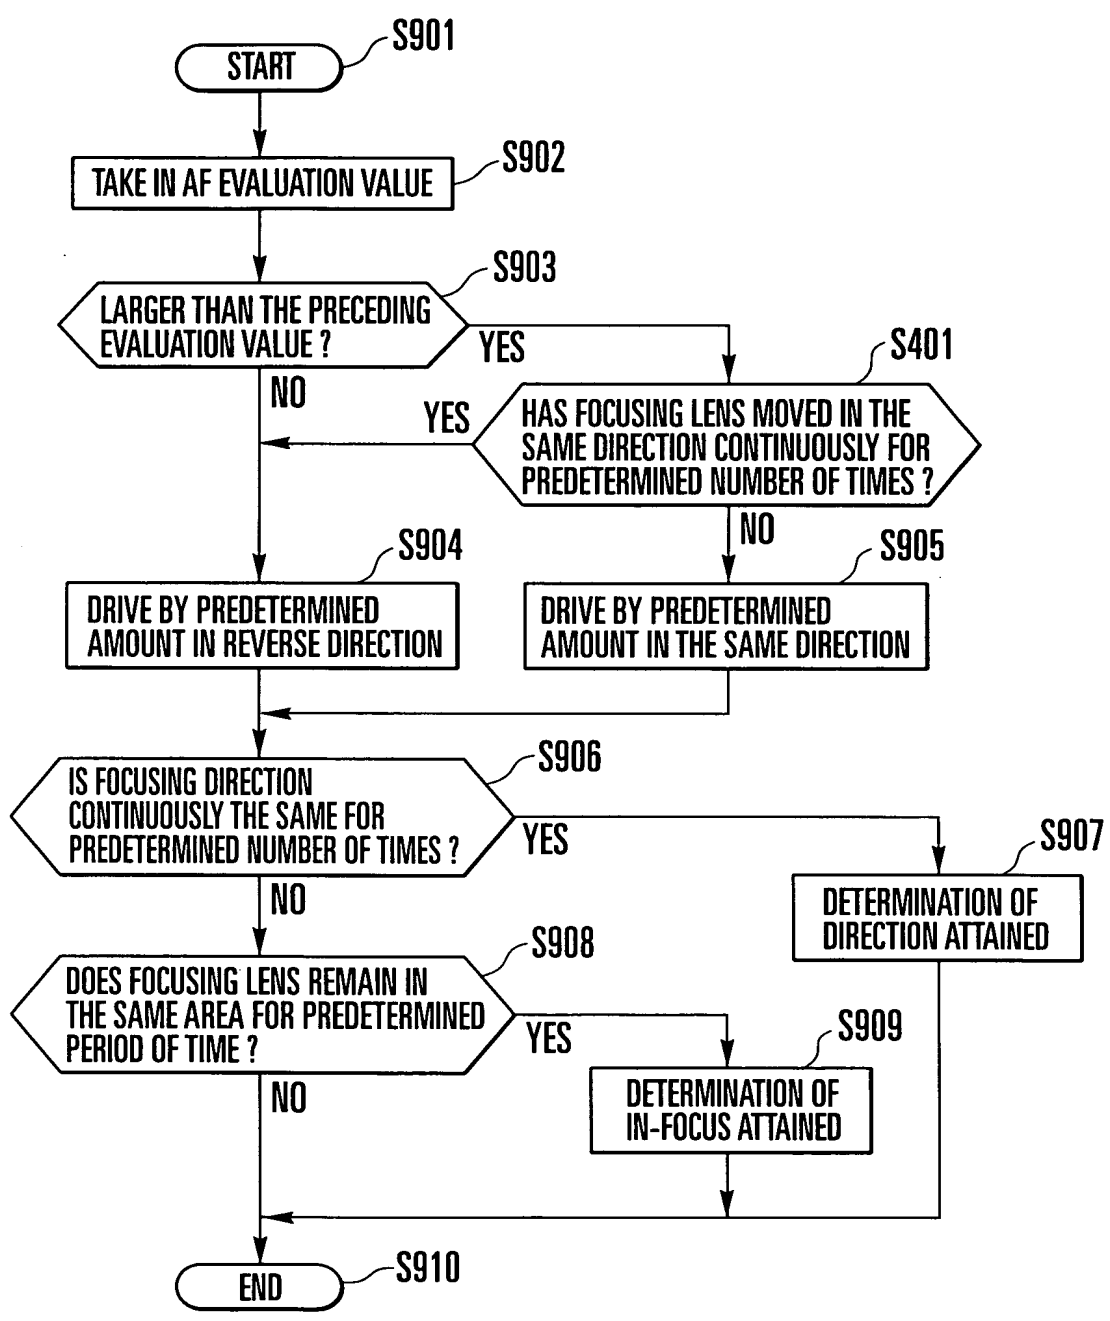 S901
START
S902
TAKE IN AF EVALUATION VALUE
S903
LARGER THAN THE PRECEDING
EVALUATION VALUE ?
YES
NO
S401
HAS FOCUSING LENS MOVED IN THE
SAME DIRECTION CONTINUOUSLY FOR
PREDETERMINED NUMBER OF TIMES ?
YES
NO
S904
DRIVE BY PREDETERMINED
AMOUNT IN REVERSE DIRECTION
S905
DRIVE BY PREDETERMINED
AMOUNT IN THE SAME DIRECTION
S906
IS FOCUSING DIRECTION
CONTINUOUSLY THE SAME FOR
PREDETERMINED NUMBER OF TIMES ?
YES
NO
S907
DETERMINATION OF
DIRECTION ATTAINED
S908
DOES FOCUSING LENS REMAIN IN
THE SAME AREA FOR PREDETERMINED
PERIOD OF TIME ?
YES
NO
S909
DETERMINATION OF
IN-FOCUS ATTAINED
S910
END